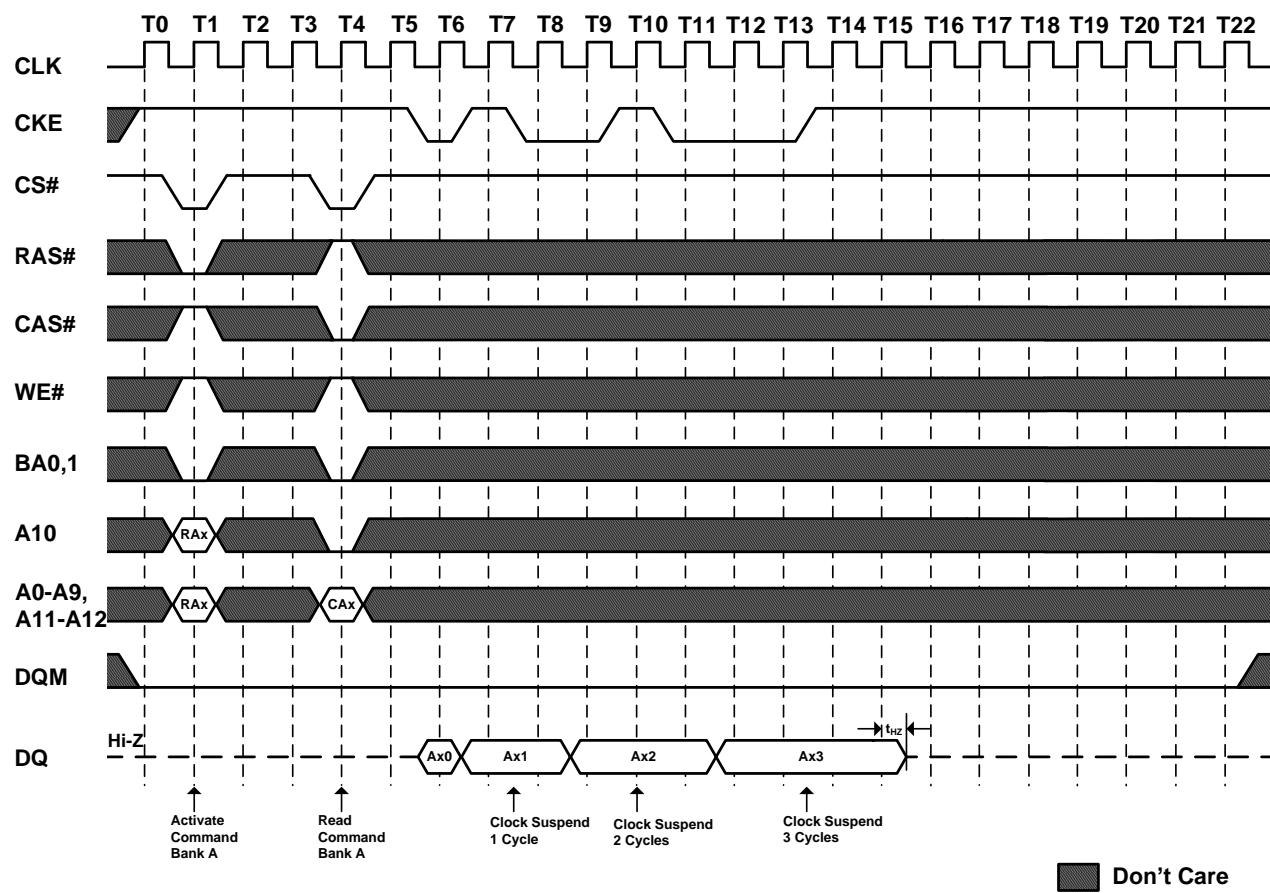 T0 T1 T2 T3 T4 T5 T6 T7 T8 T9 T10 T11 T12 T13 T14 T15 T16 T17 T18 T19 T20 T21 T22
CLK
CKE
CS#
RAS#
CAS#
WE#
BA0,1
A10
RAx
A0-A9,
A11-A12
RAx
CAx
DQM
DQ
Hi-Z
Ax0
Ax1
Ax2
Ax3
tHZ
Activate
Command
Bank A
Read
Command
Bank A
Clock Suspend
1 Cycle
Clock Suspend
2 Cycles
Clock Suspend
3 Cycles
Don't Care